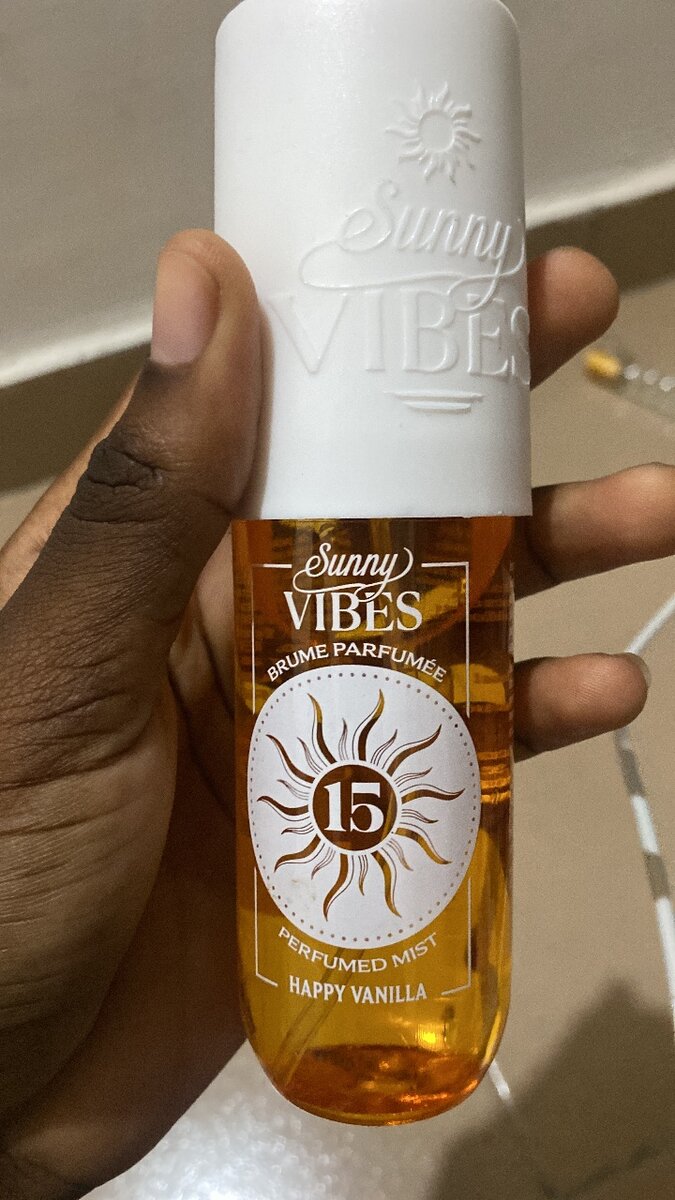 Sunny
VIBES
Sunny
VIBES
BRUME PARFUMÉE
15
PERFUMED MIST
HAPPY VANILLA